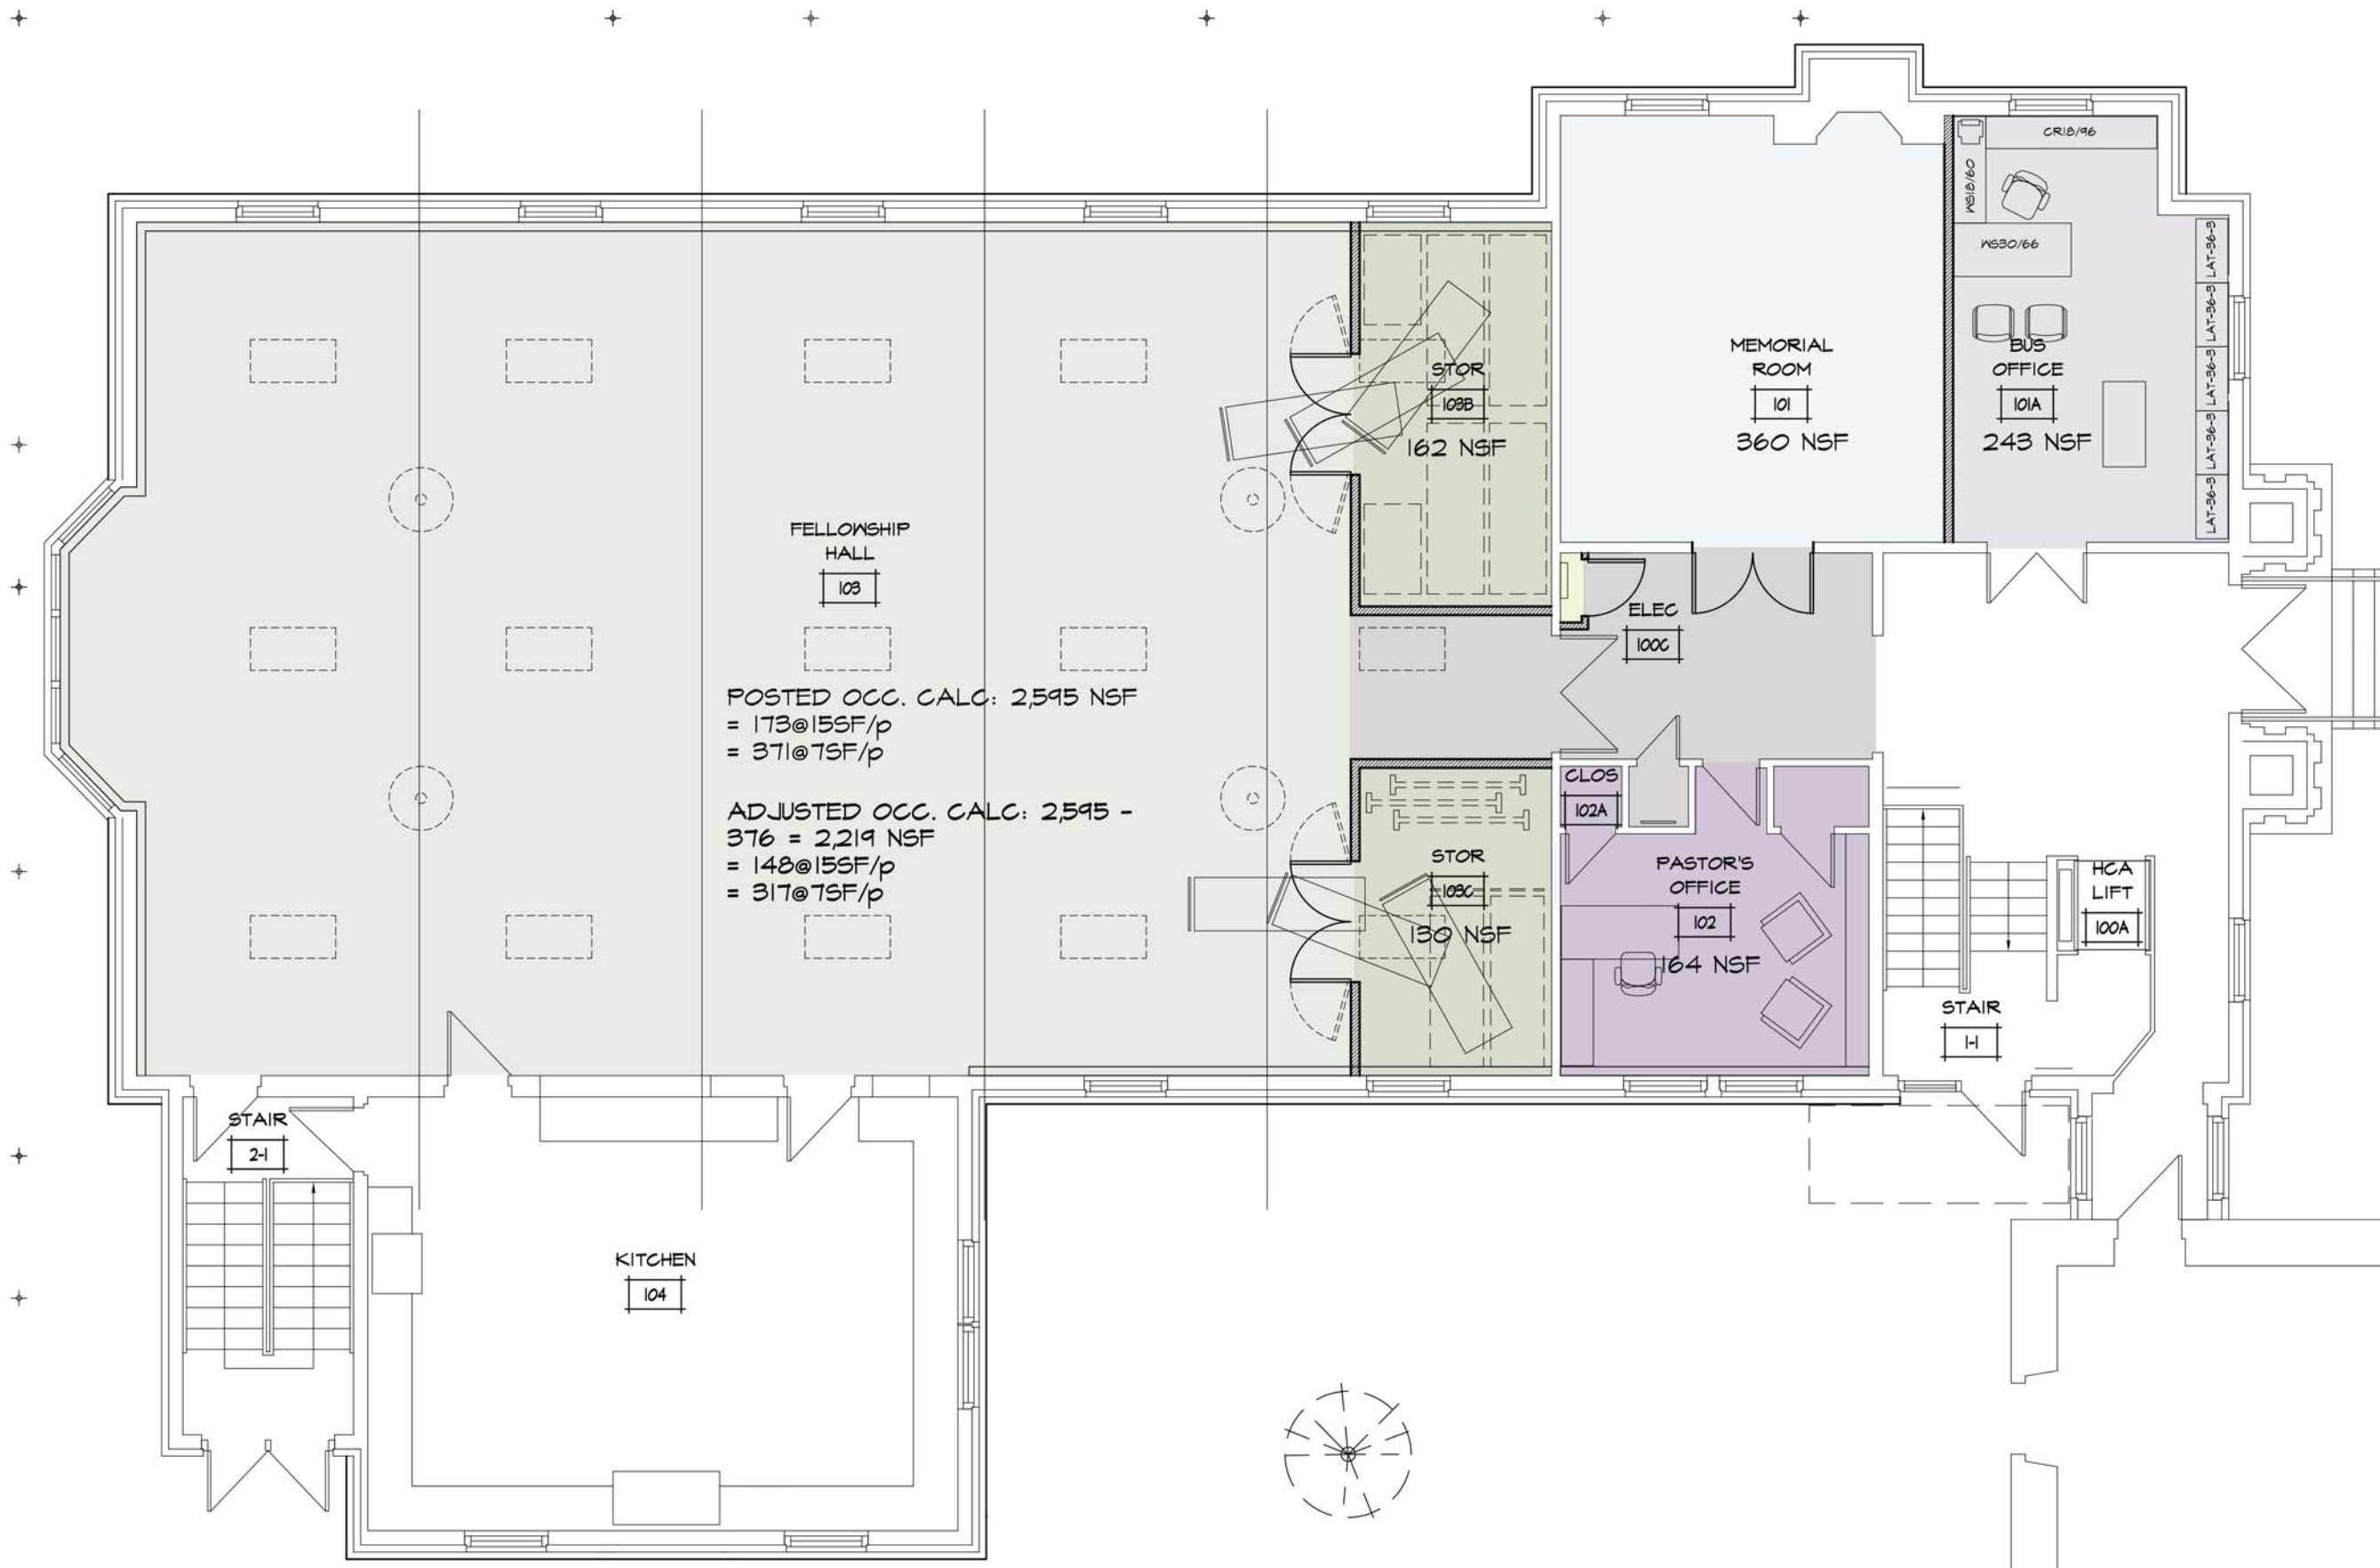 CR18/96
WS18/60
WS30/66
LAT-36-3
LAT-36-3
LAT-36-3
LAT-36-3
LAT-36-3
MEMORIAL
ROOM
101
360 NSF
BUS
OFFICE
101A
243 NSF
STOR
103B
162 NSF
FELLOWSHIP
HALL
103
ELEC
100C
POSTED OCC. CALC: 2,595 NSF
= 173@15SF/p
= 371@7SF/p
ADJUSTED OCC. CALC: 2,595 -
376 = 2,219 NSF
= 148@15SF/p
= 317@7SF/p
CLOS
102A
STOR
103C
130 NSF
PASTOR'S
OFFICE
102
164 NSF
HCA
LIFT
100A
STAIR
1-1
STAIR
2-1
KITCHEN
104